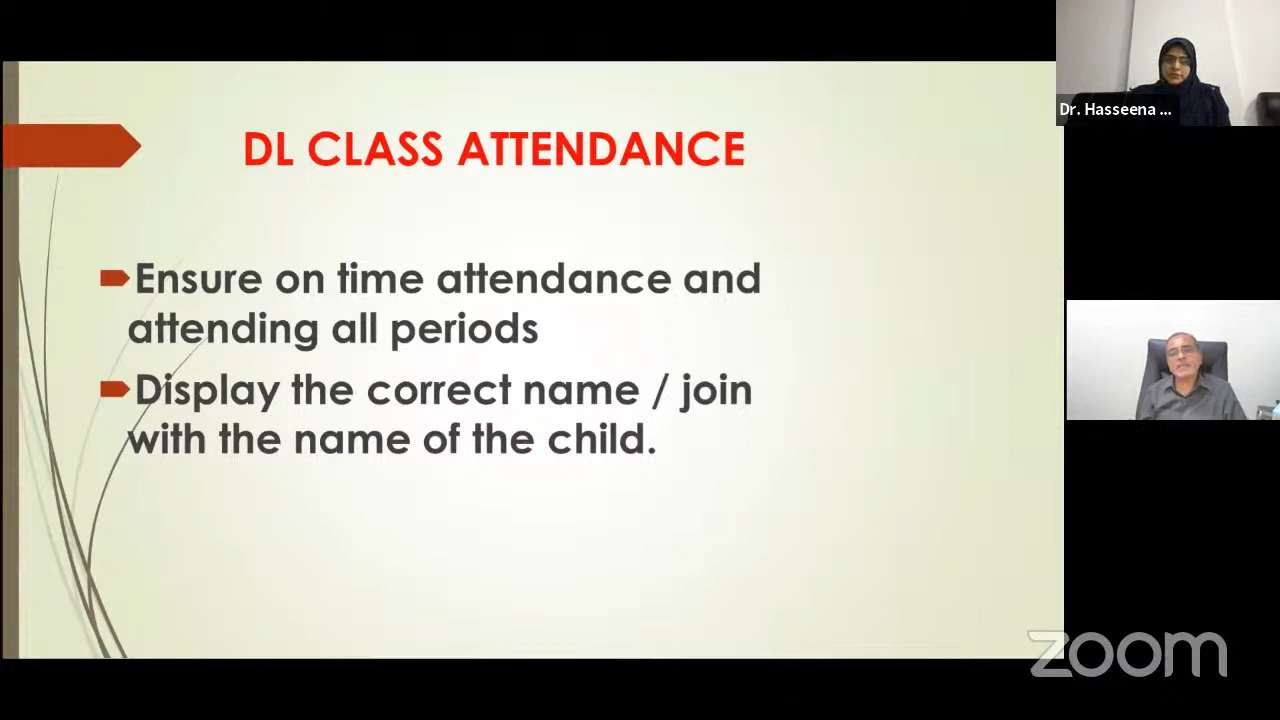 DL CLASS ATTENDANCE
Ensure on time attendance and
attending all periods
Display the correct name / join
with the name of the child.
Dr. Hasseena ...
zoom